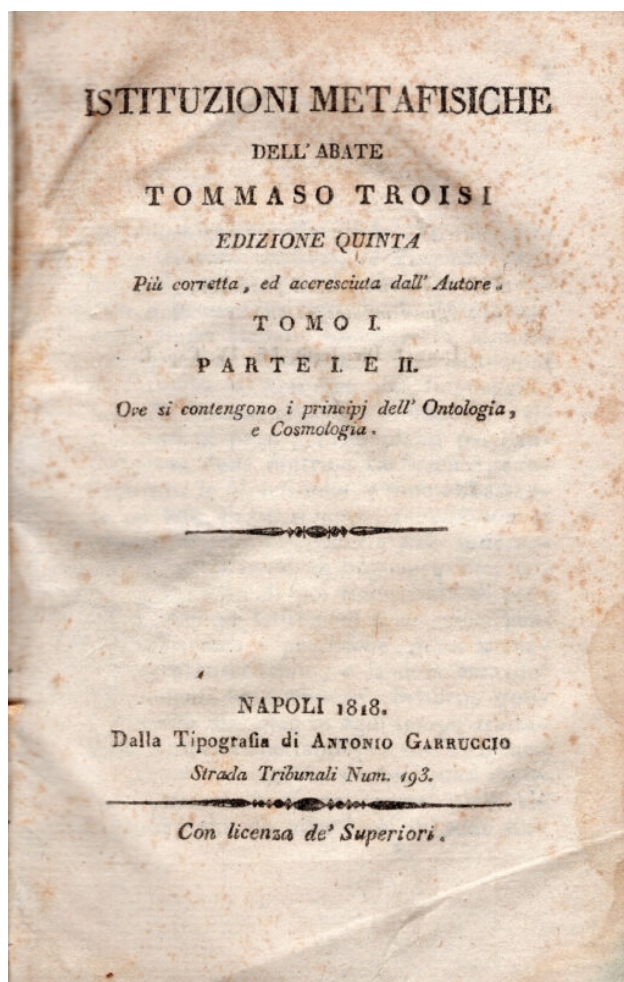 ISTITUZIONI METAFISICHE
DELL' ABATE
TOMMASO TROISI
EDIZIONE QUINTA
Più corretta, ed accresciuta dall' Autore.
TOMO I.
PARTE I. E II.
Ove si contengono i principj dell' Ontologia,
e Cosmologia.
NAPOLI 1818.
Dalla Tipografia di ANTONIO GARRUCCIO
Strada Tribunali Num. 193.
Con licenza de' Superiori.